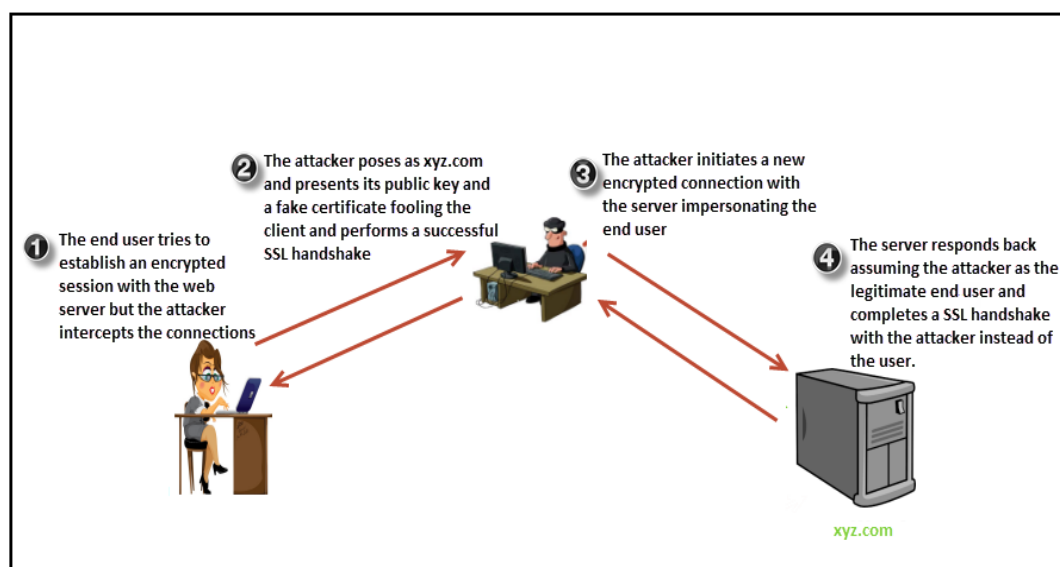 1
The end user tries to
establish an encrypted
session with the web
server but the attacker
intercepts the connections
2
The attacker poses as xyz.com
and presents its public key and
a fake certificate fooling the
client and performs a successful
SSL handshake
3
The attacker initiates a new
encrypted connection with
the server impersonating the
end user
4
The server responds back
assuming the attacker as the
legitimate end user and
completes a SSL handshake
with the attacker instead of
the user.
xyz.com